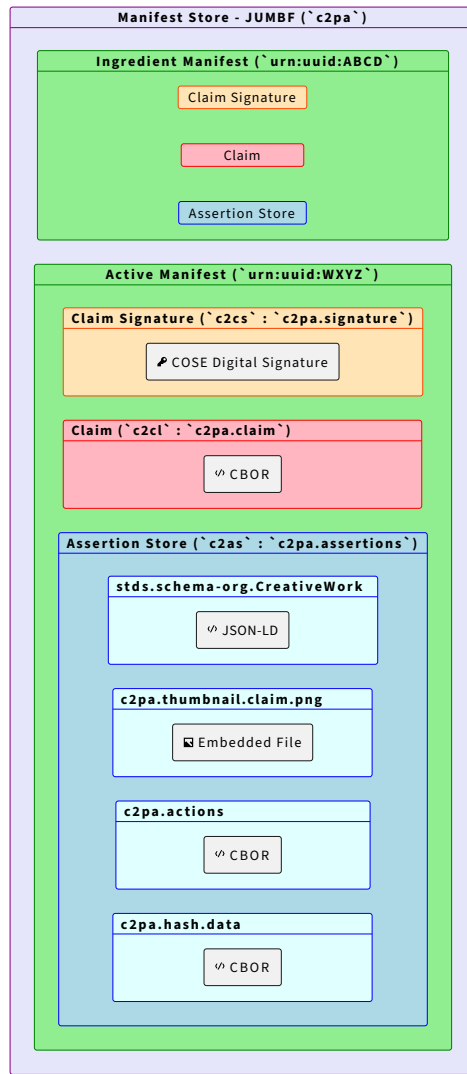 Manifest Store - JUMBF (`c2pa`)
Ingredient Manifest (`urn:uuid:ABCD`)
Claim Signature
Claim
Assertion Store
Active Manifest (`urn:uuid:WXYZ`)
Claim Signature (`c2cs` : `c2pa.signature`)
COSE Digital Signature
Claim (`c2cl` : `c2pa.claim`)
CBOR
Assertion Store (`c2as` : `c2pa.assertions`)
stds.schema-org.CreativeWork
JSON-LD
c2pa.thumbnail.claim.png
Embedded File
c2pa.actions
CBOR
c2pa.hash.data
CBOR